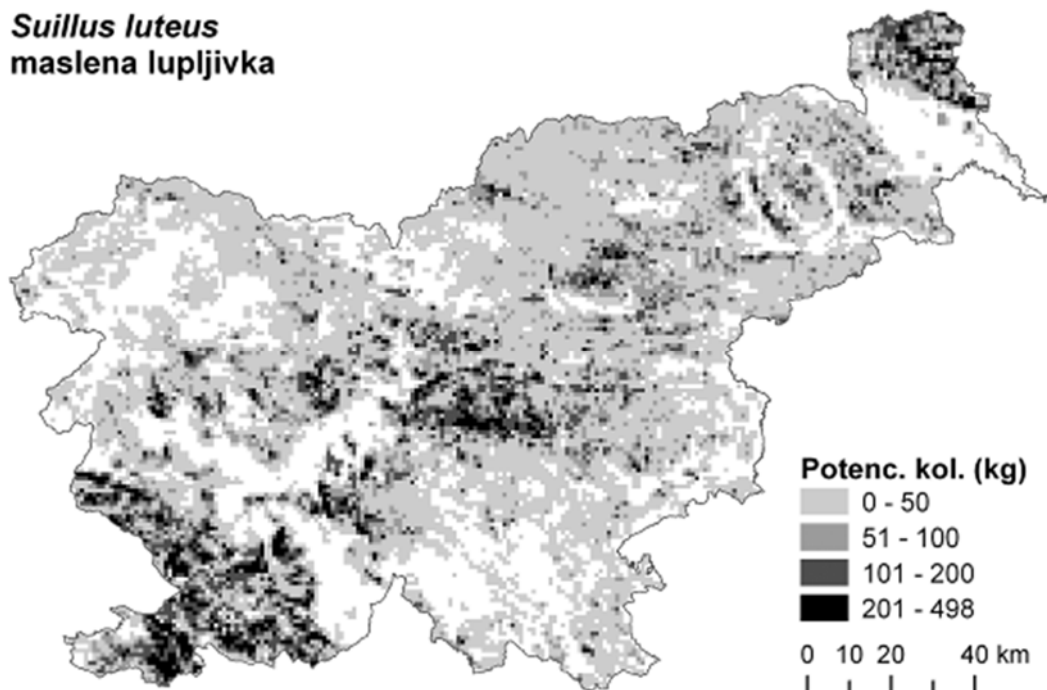 Suillus luteus
maslena lupljivka
Potenc. kol. (kg)
0 - 50
51 - 100
101 - 200
201 - 498
0 10 20 40 km